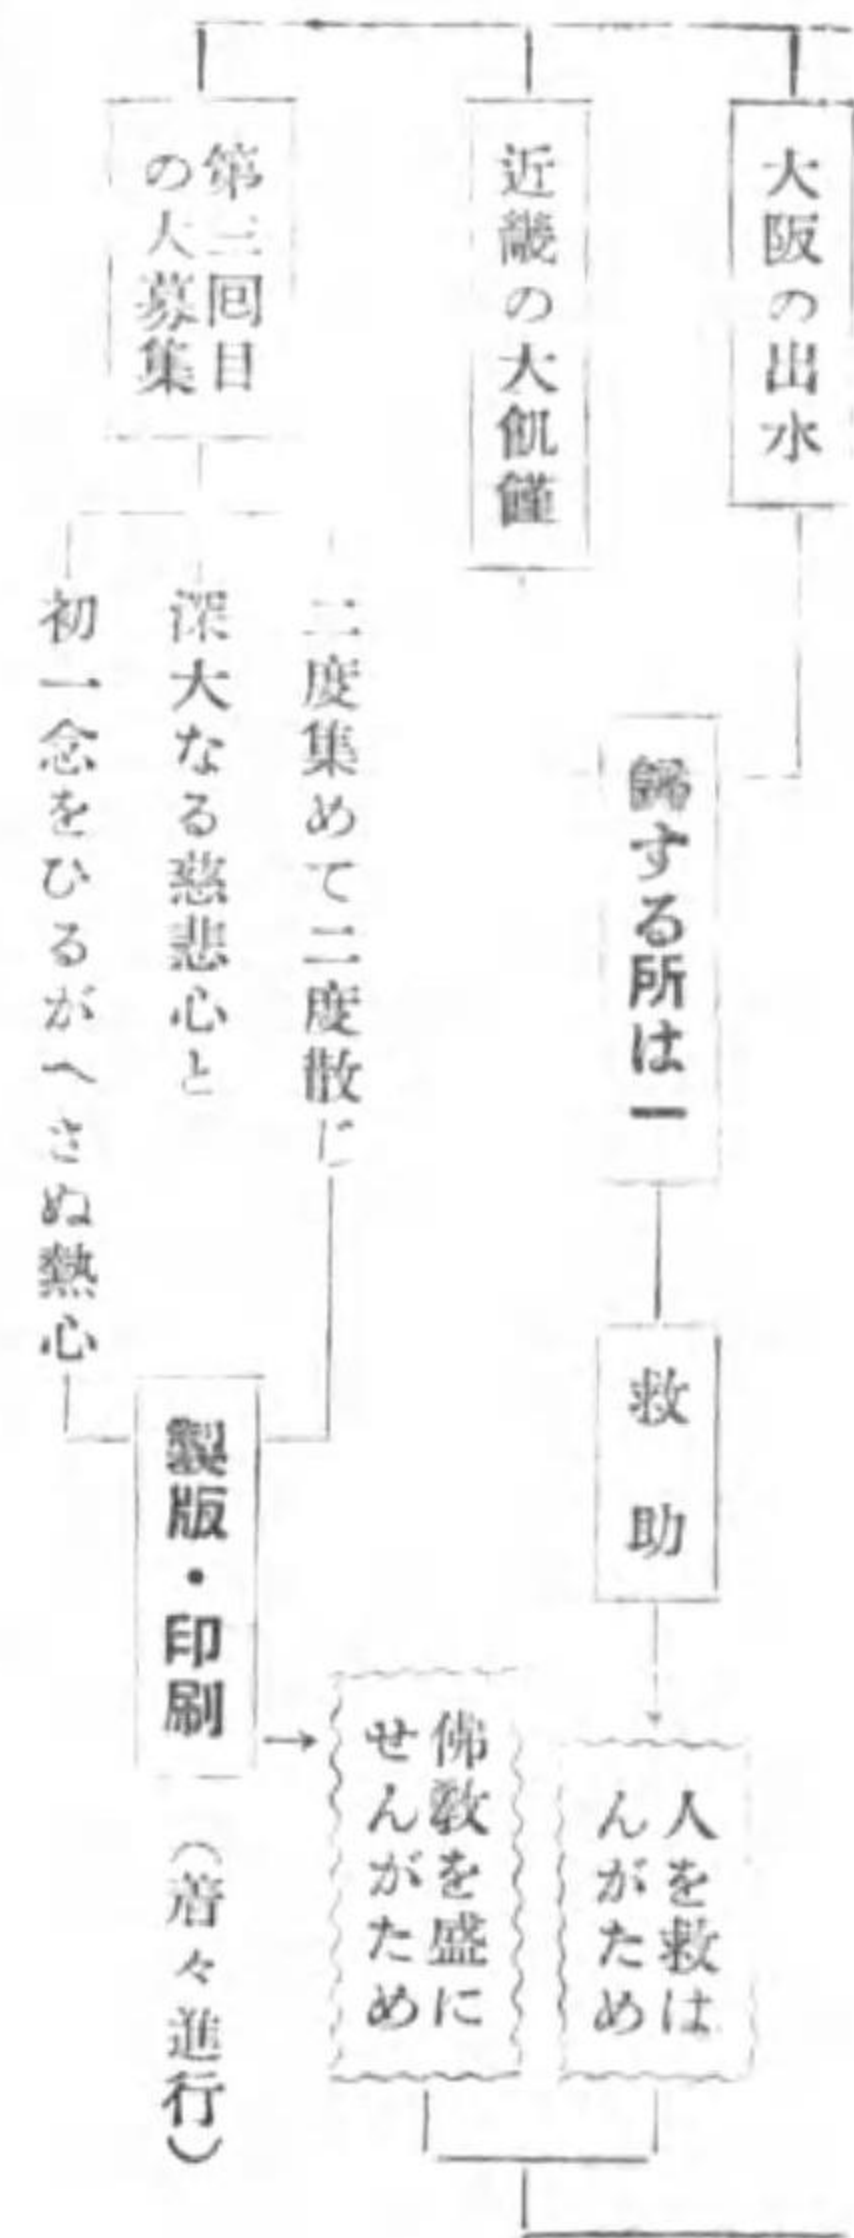 大阪の出水
近畿の大飢饉
歸する所は一
救助
人を救は
んがため
第三回目
の大募集
二度集めて二度散じ
深大なる慈悲心と
初一念をひるがへさぬ熱心
製版・印刷
(着々進行)
佛教を盛に
せんがため